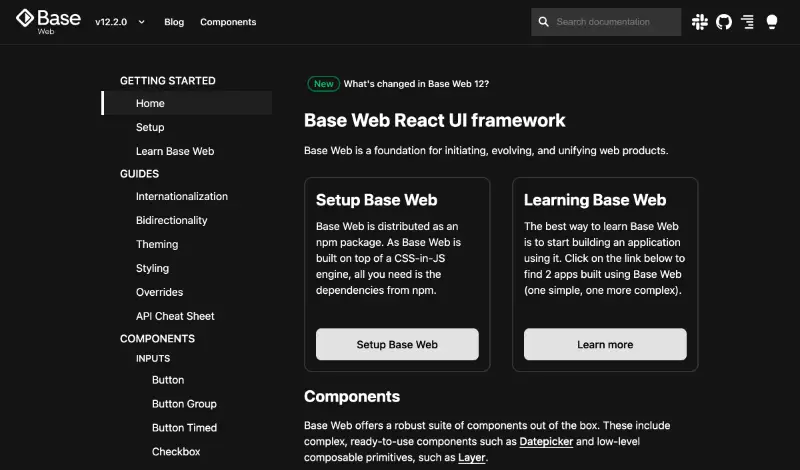 Base
Web
v12.2.0
Blog
Components
Search documentation
GETTING STARTED
Home
Setup
Learn Base Web
GUIDES
Internationalization
Bidirectionality
Theming
Styling
Overrides
API Cheat Sheet
COMPONENTS
INPUTS
Button
Button Group
Button Timed
Checkbox
New What's changed in Base Web 12?
Base Web React UI framework
Base Web is a foundation for initiating, evolving, and unifying web products.
Setup Base Web
Base Web is distributed as an
npm package. As Base Web is
built on top of a CSS-in-JS
engine, all you need is the
dependencies from npm.
Setup Base Web
Learning Base Web
The best way to learn Base Web
is to start building an application
using it. Click on the link below to
find 2 apps built using Base Web
(one simple, one more complex).
Learn more
Components
Base Web offers a robust suite of components out of the box. These include
complex, ready-to-use components such as Datepicker and low-level
composable primitives, such as Layer.